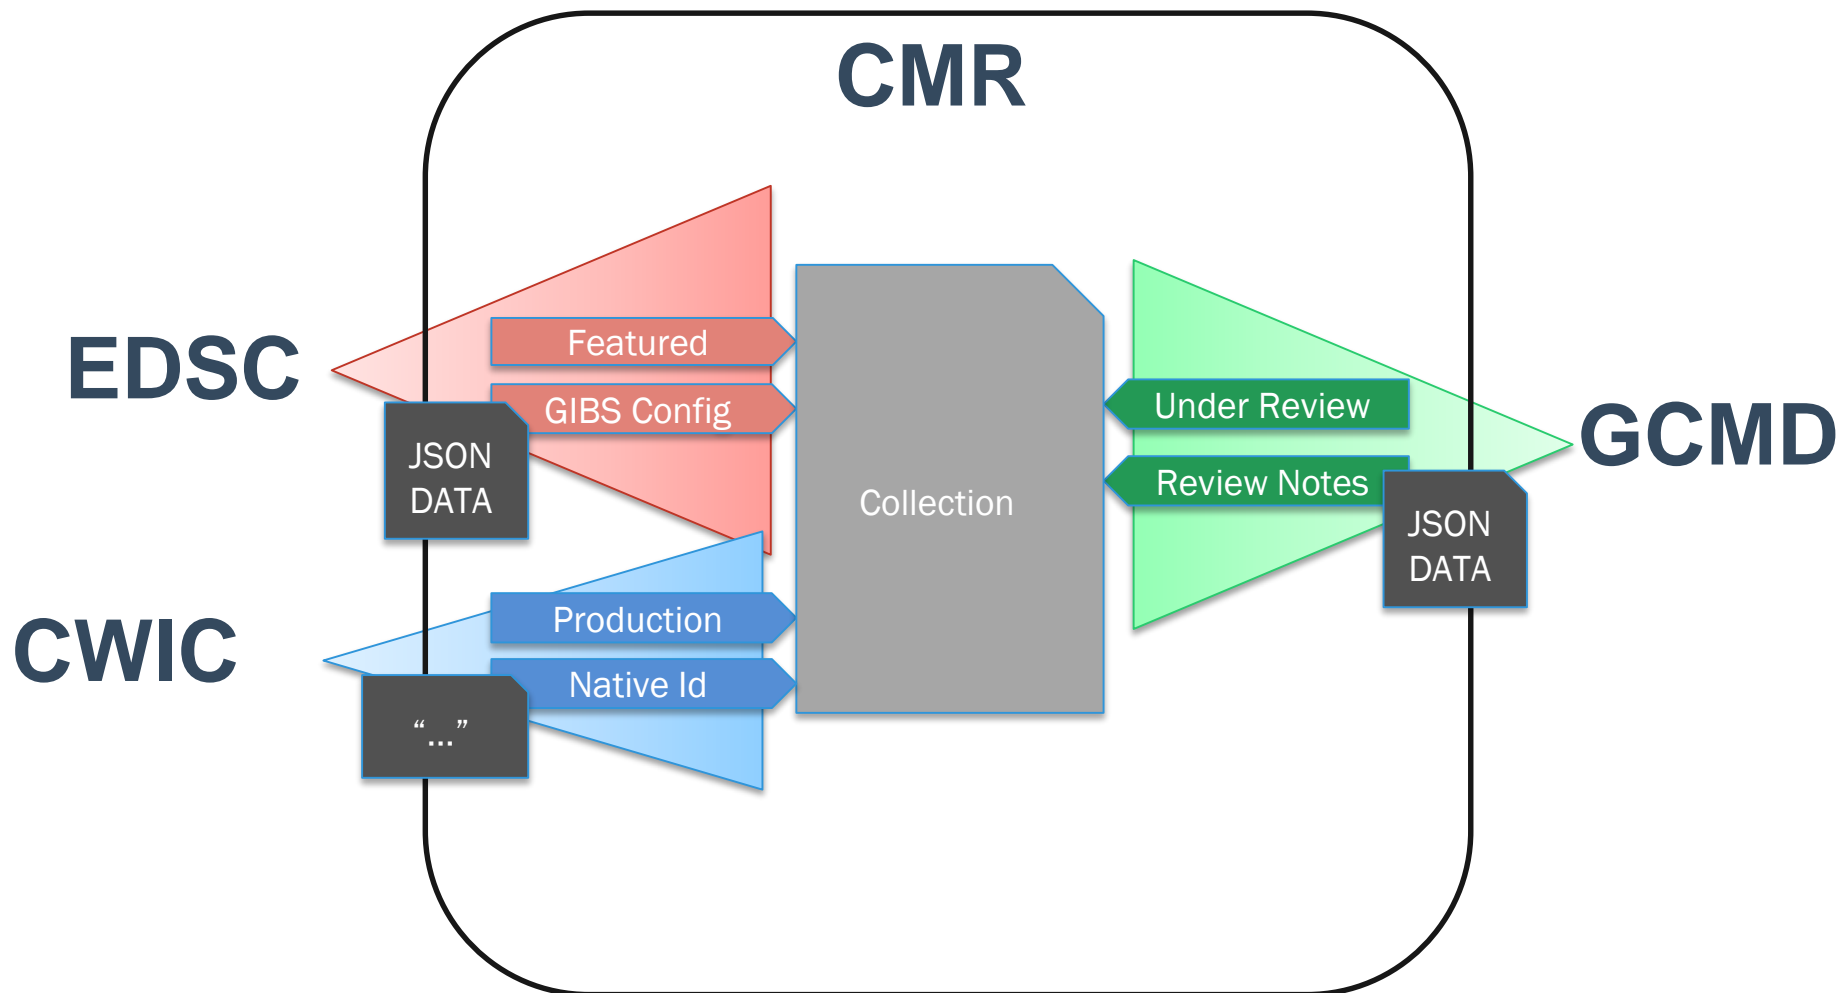 CMR
EDSC
Featured
GIBS Config
JSON
DATA
CWIC
Production
Native Id
“...”
Collection
Under Review
Review Notes
JSON
DATA
GCMD